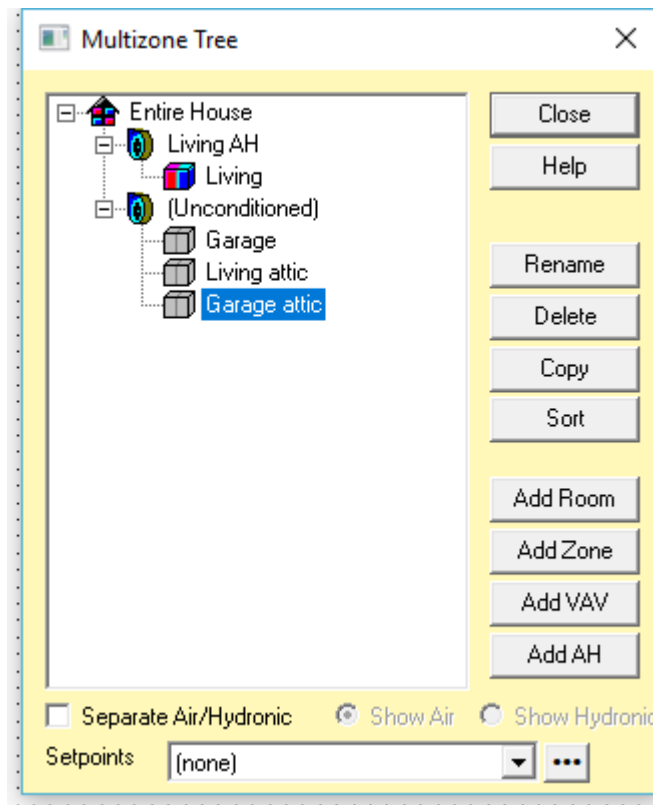 Multizone Tree
Entire House
Living AH
Living
(Unconditioned)
Garage
Living attic
Garage attic
Close
Help
Rename
Delete
Copy
Sort
Add Room
Add Zone
Add VAV
Add AH
Separate Air/Hydronic Show Air Show Hydronic
Setpoints (none) •••